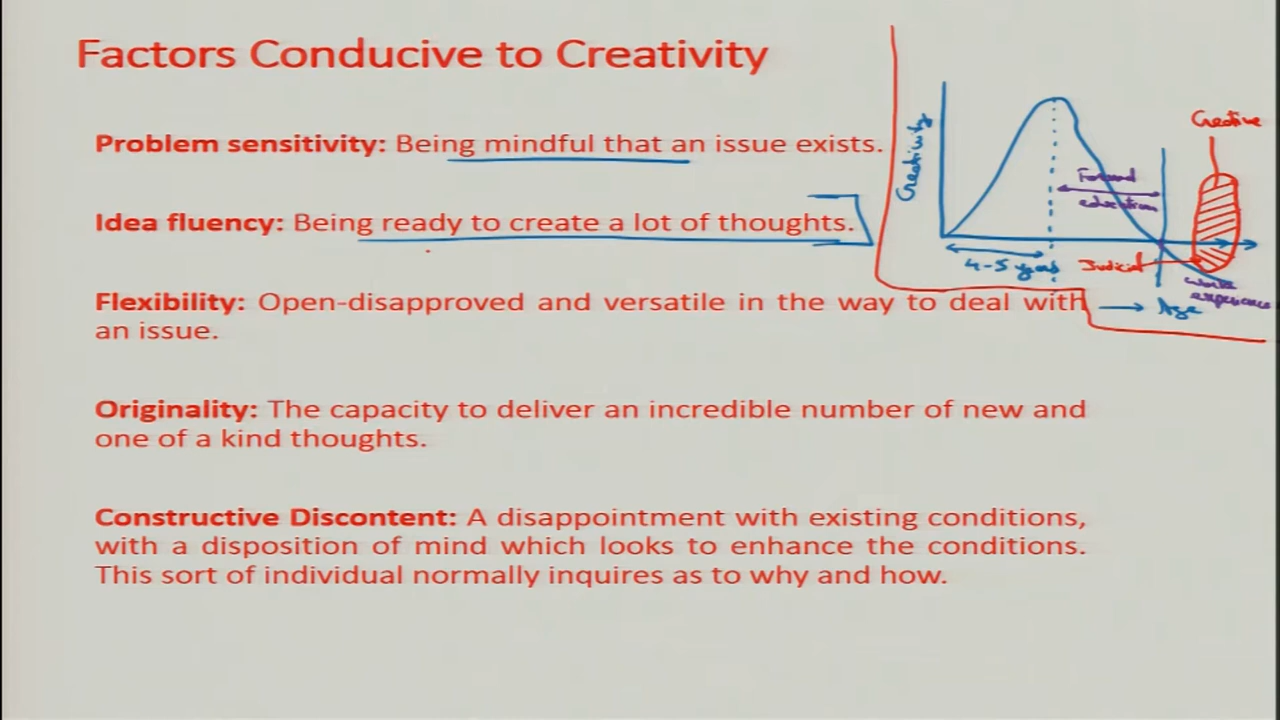 Factors Conducive to Creativity
Problem sensitivity: Being mindful that an issue exists.
Idea fluency: Being ready to create a lot of thoughts.
Flexibility: Open-disapproved and versatile in the way to deal with
an issue.
Originality: The capacity to deliver an incredible number of new and
one of a kind thoughts.
Constructive Discontent: A disappointment with existing conditions,
with a disposition of mind which looks to enhance the conditions.
This sort of individual normally inquires as to why and how.
Creativity
Formal
education
Creative
4-5 years
Judicial
work
experience
Age